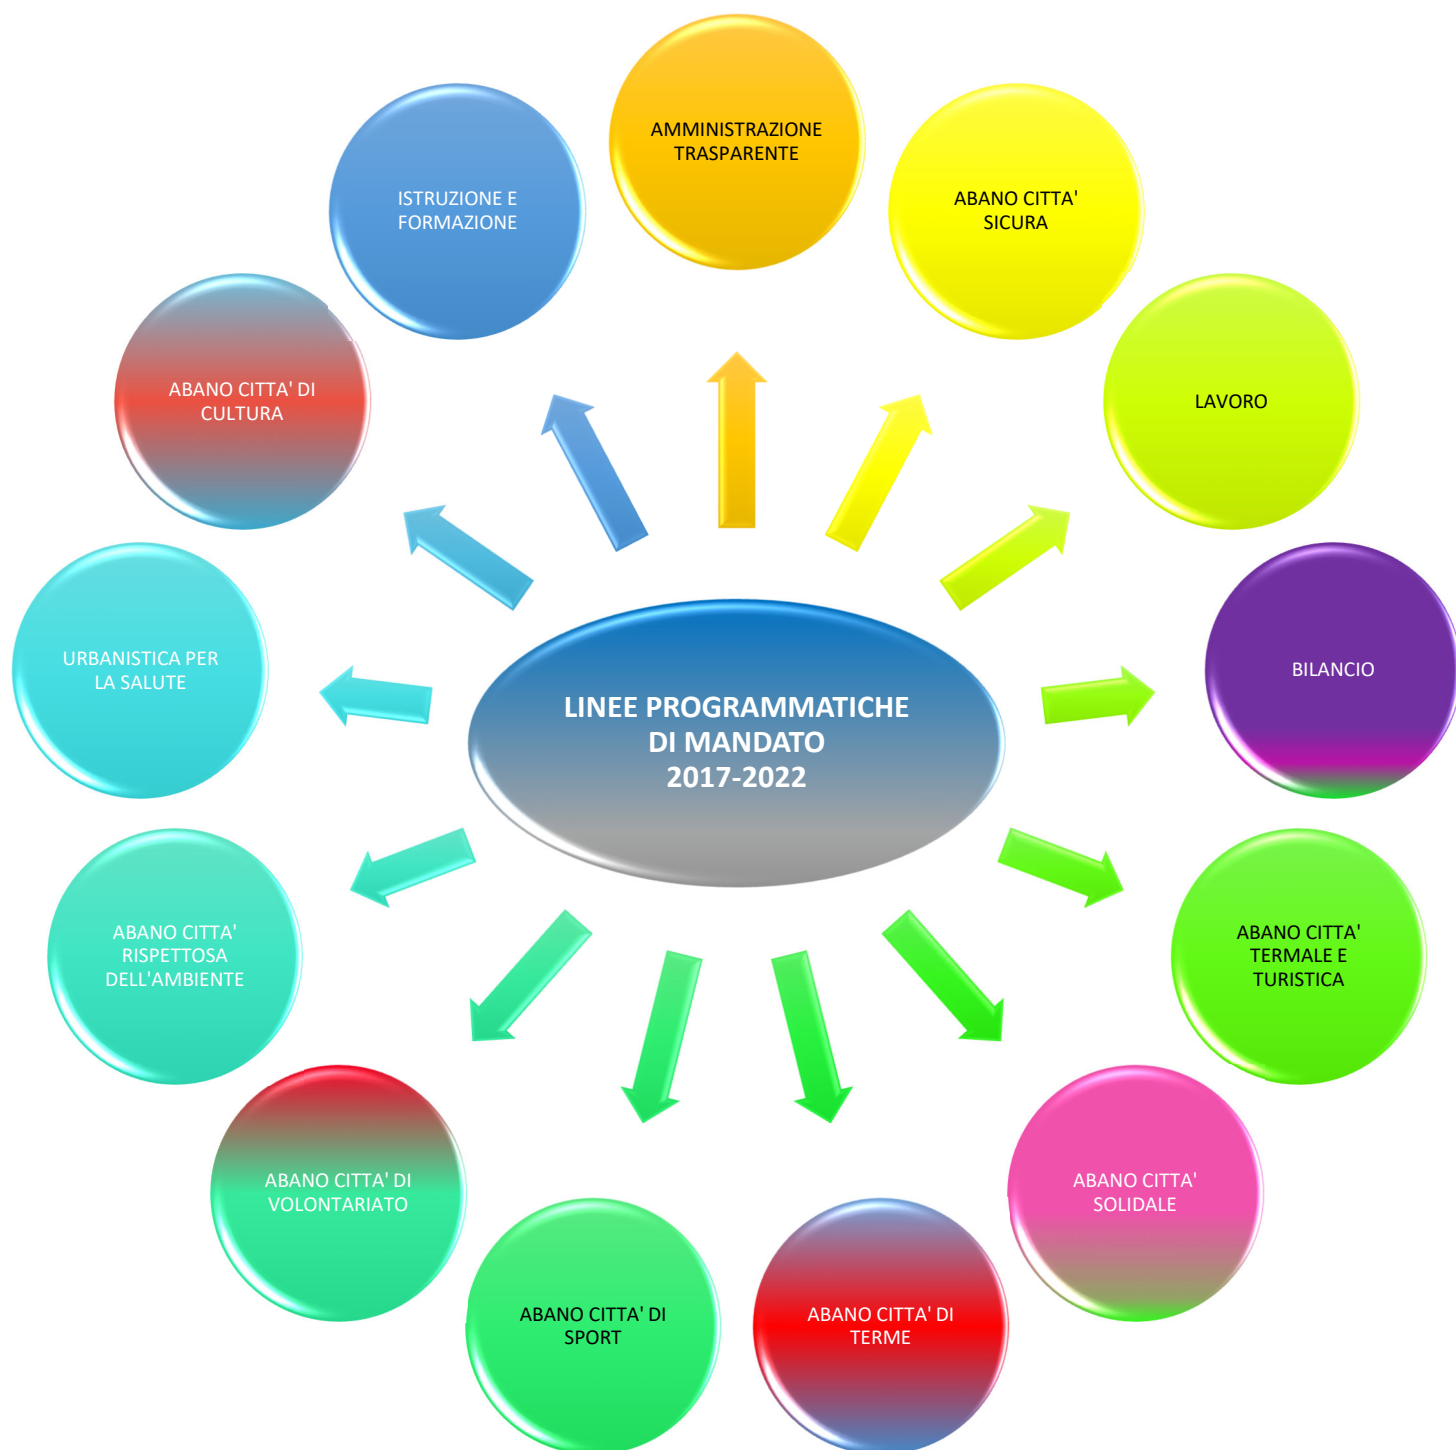 AMMINISTRAZIONE
TRASPARENTE
ABANO CITTA'
SICURA
LAVORO
BILANCIO
ABANO CITTA'
TERMALE E
TURISTICA
ABANO CITTA'
SOLIDALE
ABANO CITTA' DI
TERME
ABANO CITTA' DI
SPORT
ABANO CITTA' DI
VOLONTARIATO
ABANO CITTA'
RISPETTOSA
DELL'AMBIENTE
URBANISTICA PER
LA SALUTE
ABANO CITTA' DI
CULTURA
ISTRUZIONE E
FORMAZIONE
LINEE PROGRAMMATICHE
DI MANDATO
2017-2022